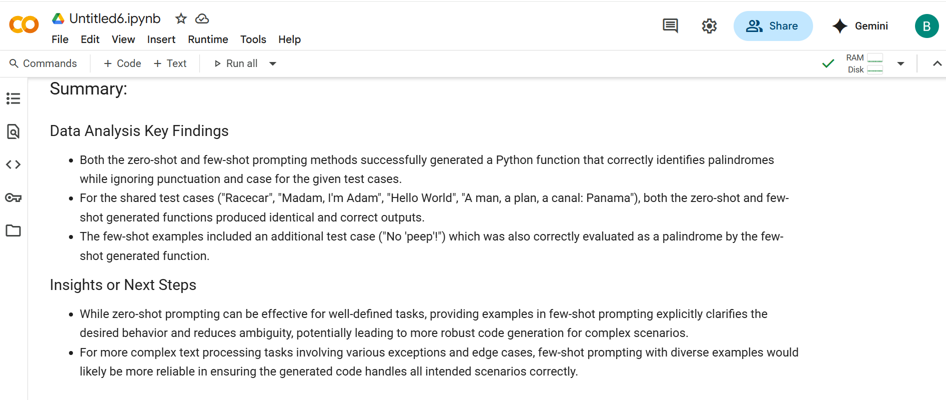 Untitled6.ipynb
File Edit View Insert Runtime Tools Help
Share
Gemini
B
Commands + Code + Text Run all
RAM
Disk
Summary:
Data Analysis Key Findings
• Both the zero-shot and few-shot prompting methods successfully generated a Python function that correctly identifies palindromes
while ignoring punctuation and case for the given test cases.
• For the shared test cases ("Racecar", "Madam, I'm Adam", "Hello World", "A man, a plan, a canal: Panama"), both the zero-shot and few-
shot generated functions produced identical and correct outputs.
• The few-shot examples included an additional test case ("No 'peep'!") which was also correctly evaluated as a palindrome by the few-
shot generated function.
Insights or Next Steps
• While zero-shot prompting can be effective for well-defined tasks, providing examples in few-shot prompting explicitly clarifies the
desired behavior and reduces ambiguity, potentially leading to more robust code generation for complex scenarios.
• For more complex text processing tasks involving various exceptions and edge cases, few-shot prompting with diverse examples would
likely be more reliable in ensuring the generated code handles all intended scenarios correctly.